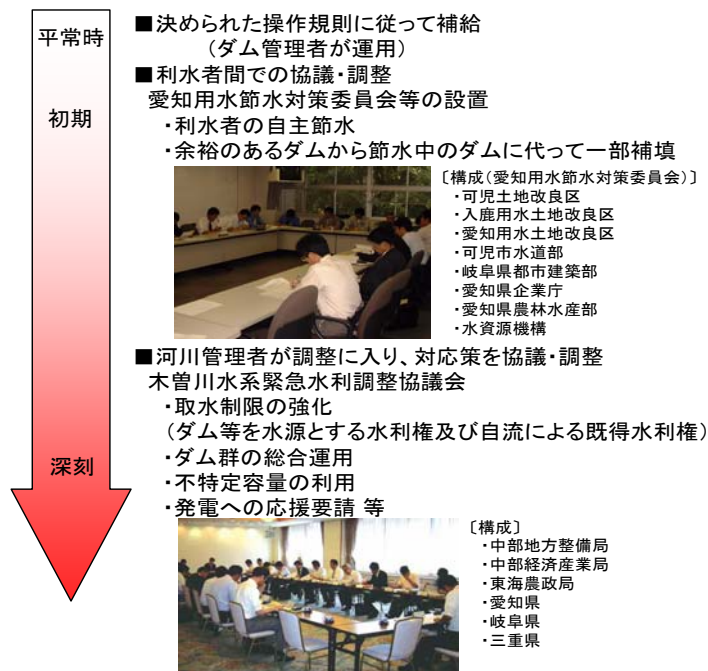 平常時
■決められた操作規則に従って補給
（ダム管理者が運用）
初期
■利水者間での協議・調整
愛知用水節水対策委員会等の設置
・利水者の自主節水
・余裕のあるダムから節水中のダムに代って一部補填
〔構成（愛知用水節水対策委員会）〕
・可児土地改良区
・入鹿用水土地改良区
・愛知用水土地改良区
・可児市水道部
・岐阜県都市建築部
・愛知県企業庁
・愛知県農林水産部
・水資源機構
深刻
■河川管理者が調整に入り、対応策を協議・調整
木曽川水系緊急水利調整協議会
・取水制限の強化
（ダム等を水源とする水利権及び自流による既得水利権）
・ダム群の総合運用
・不特定容量の利用
・発電への応援要請 等
〔構成〕
・中部地方整備局
・中部経済産業局
・東海農政局
・愛知県
・岐阜県
・三重県